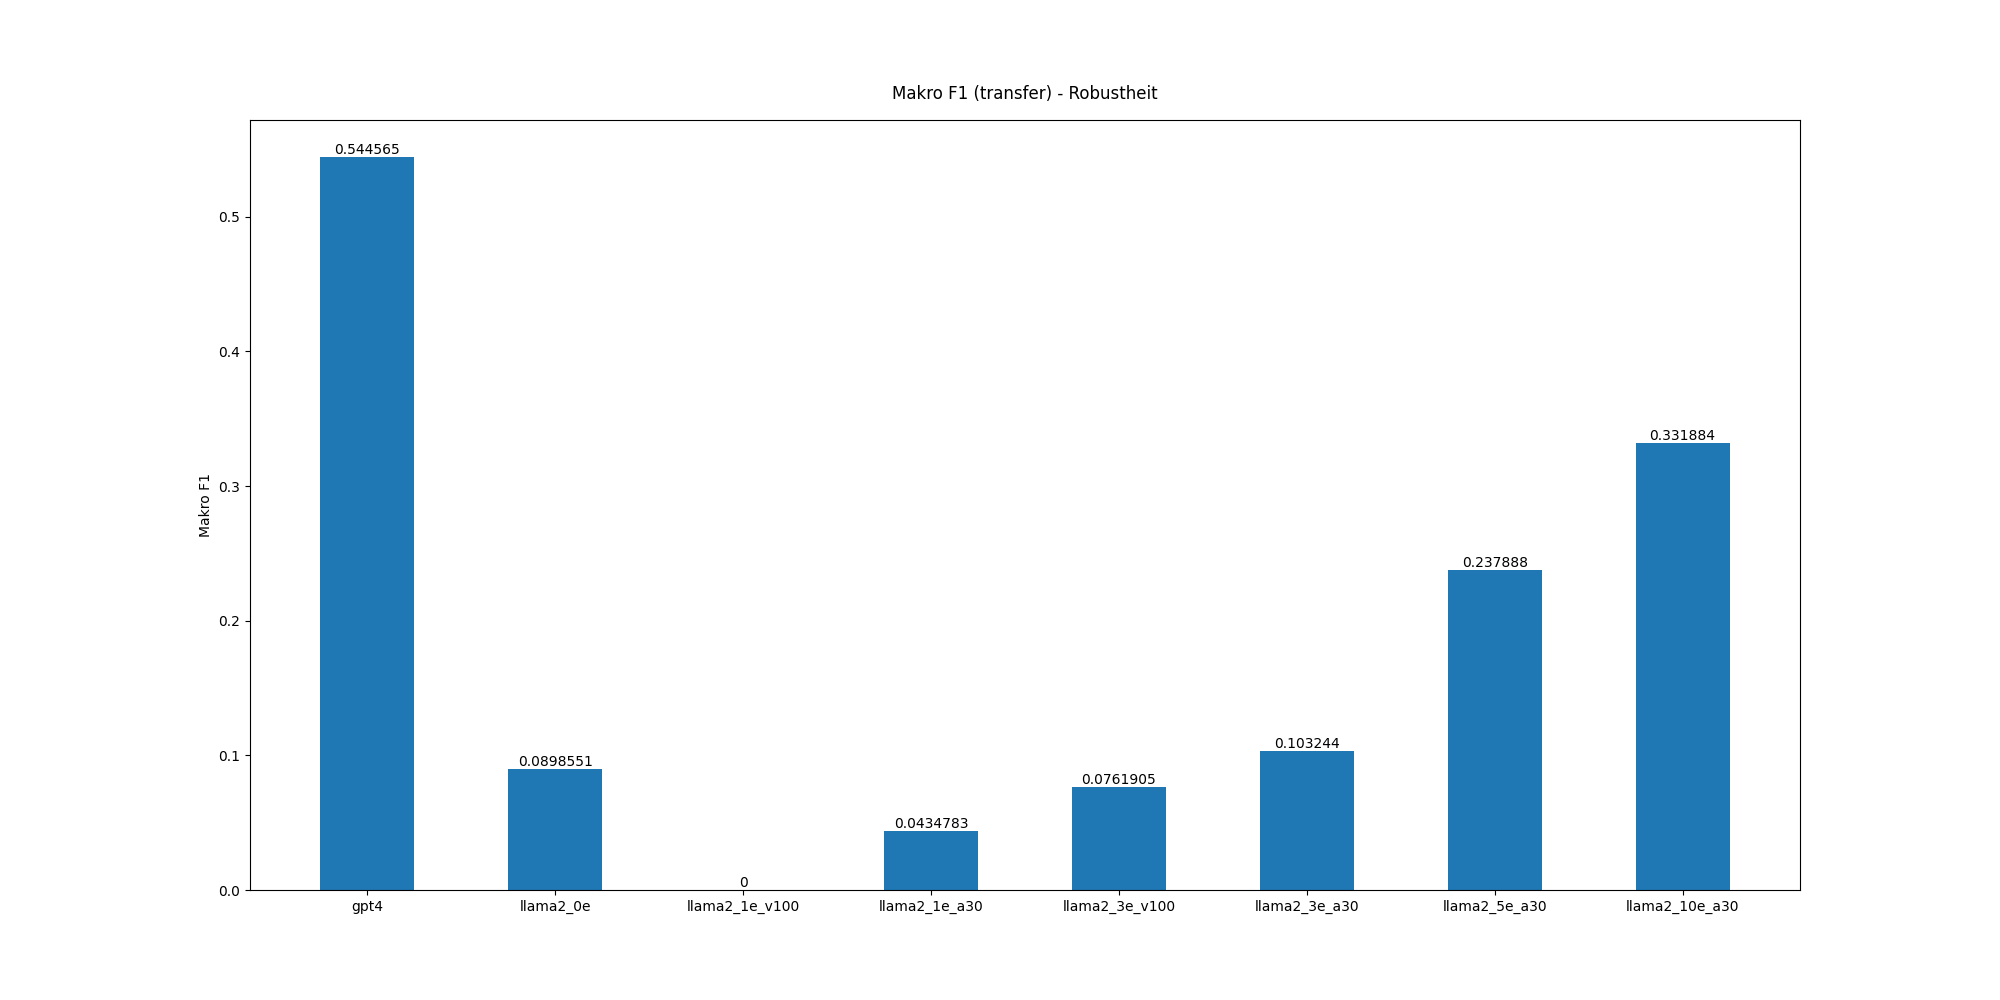 Makro F1 (transfer) - Robustheit
Makro F1
0.5
0.4
0.3
0.2
0.1
0.0
0.544565
0.0898551
0
0.0434783
0.0761905
0.103244
0.237888
0.331884
gpt4
llama2_0e
llama2_1e_v100
llama2_1e_a30
llama2_3e_v100
llama2_3e_a30
llama2_5e_a30
llama2_10e_a30